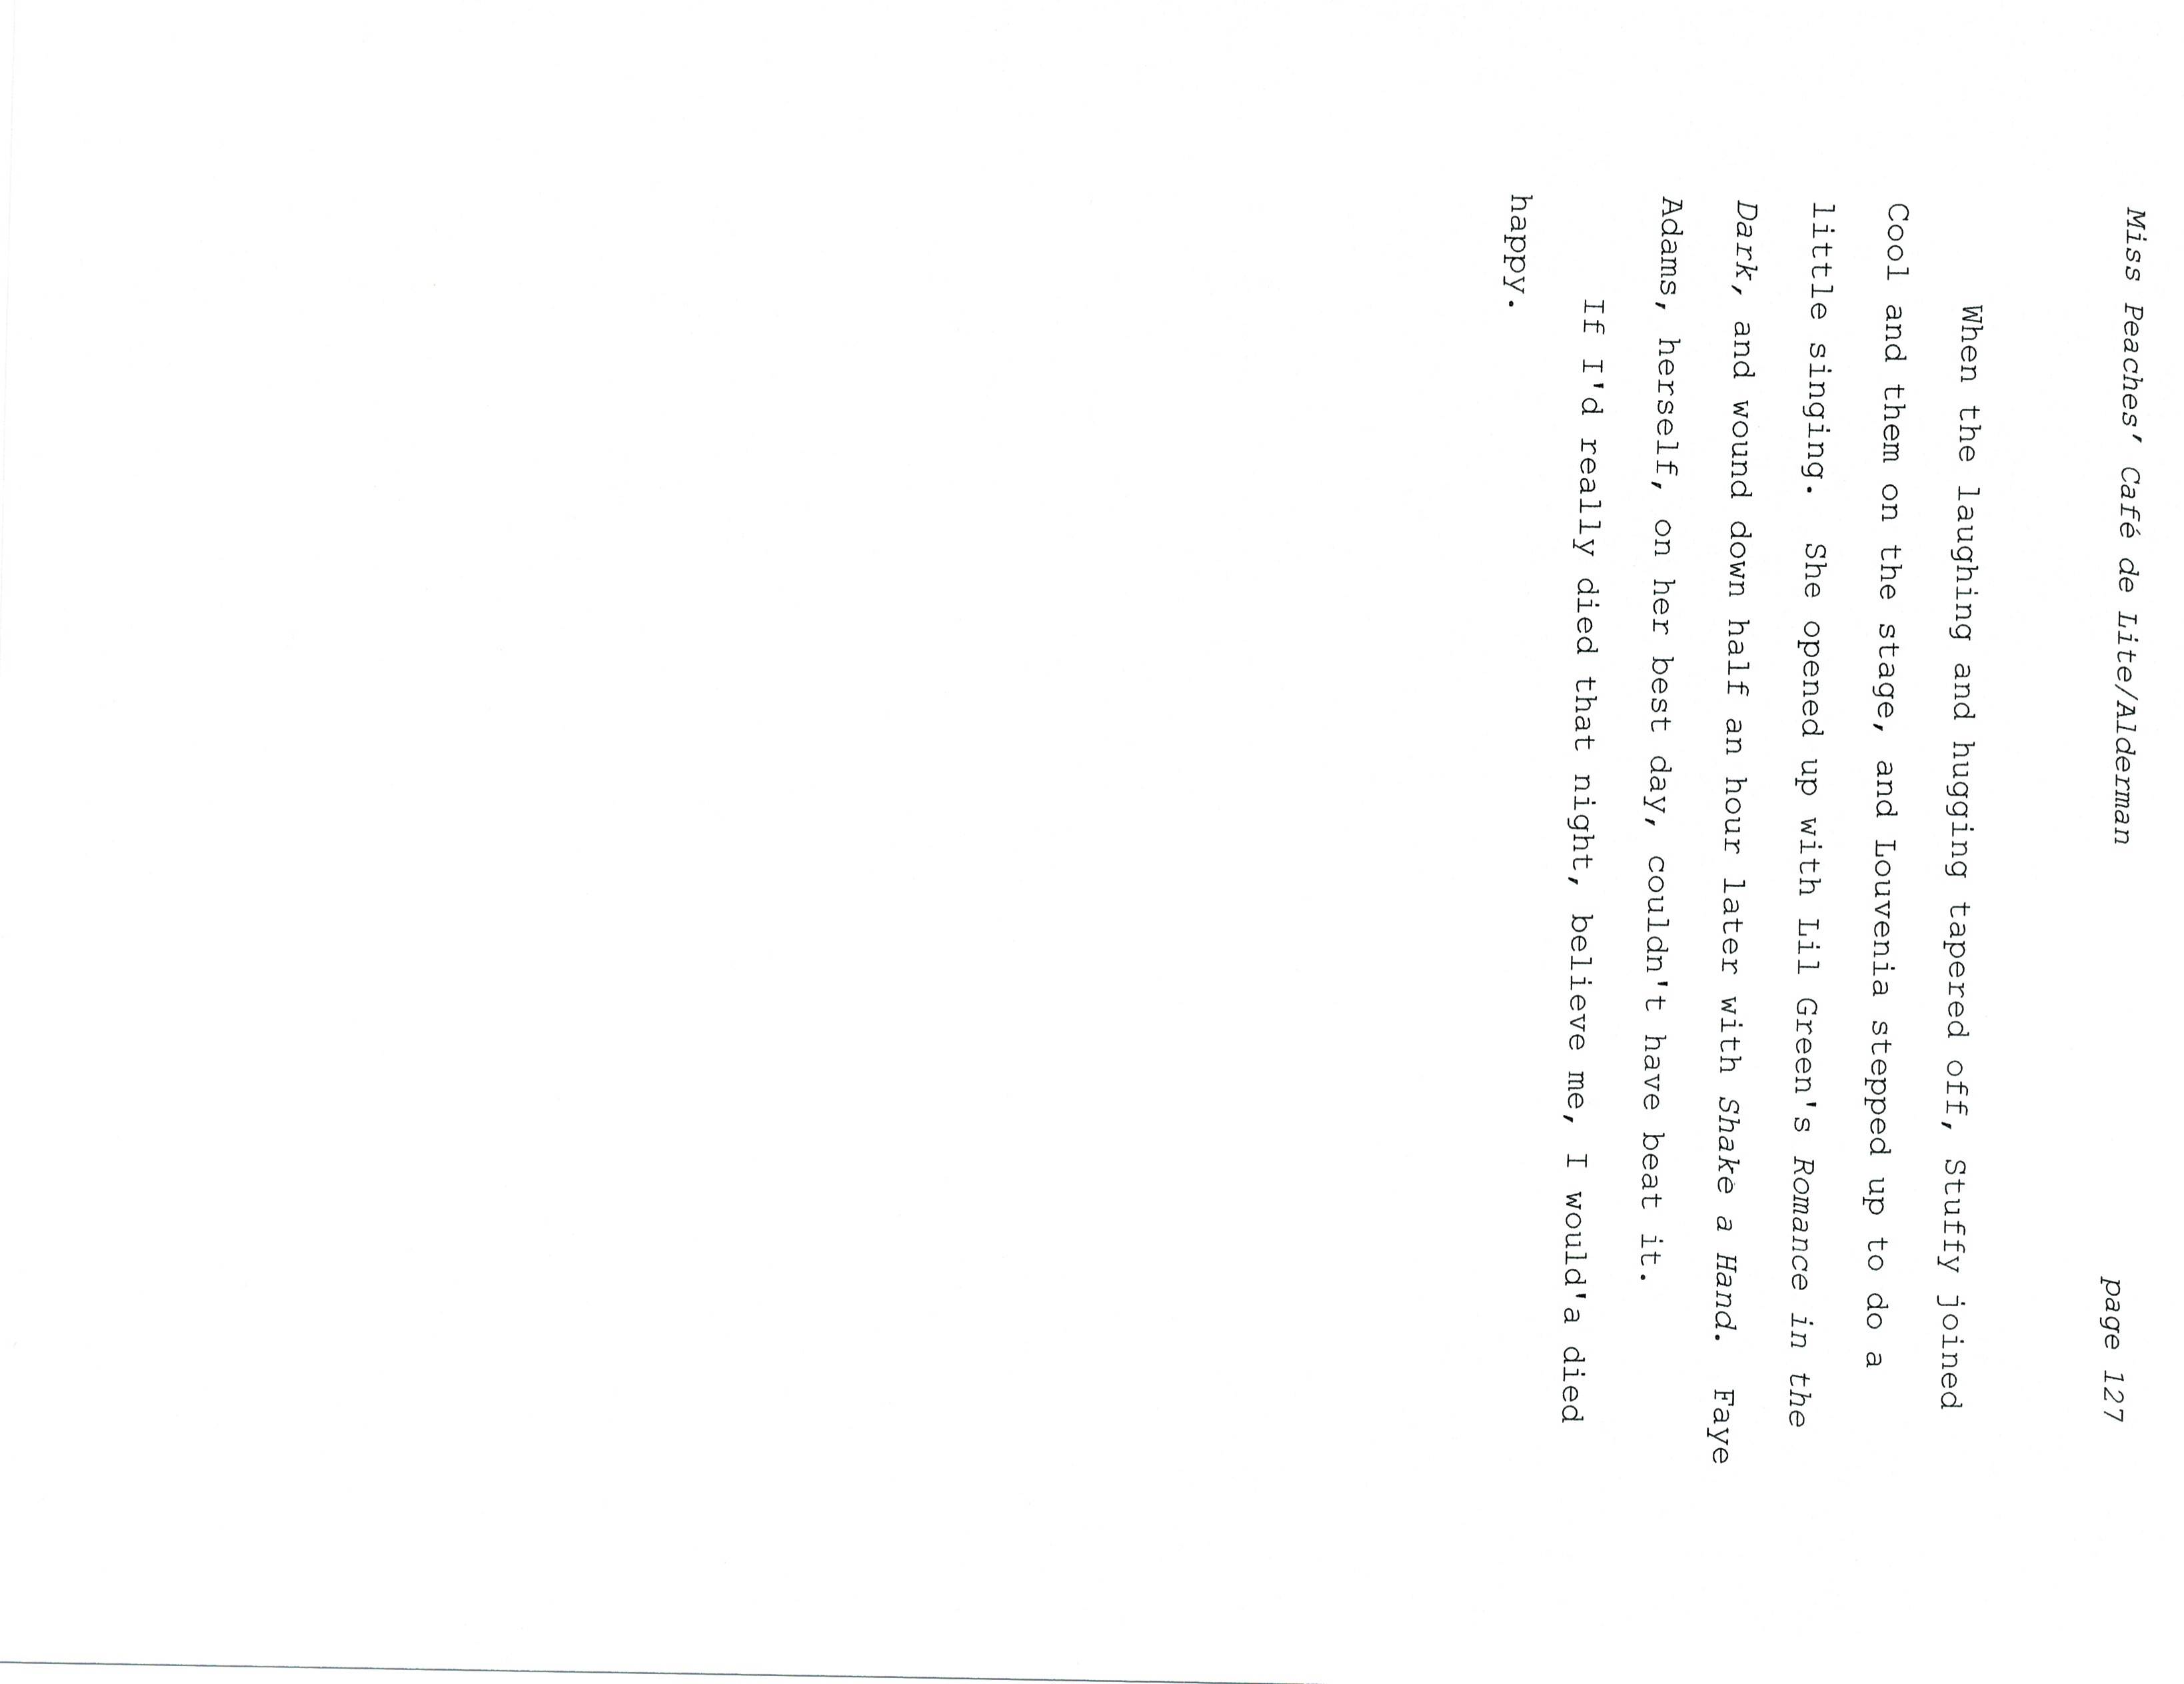 Miss Peaches' Café de Lite/Alderman page 127
When the laughing and hugging tapered off, Stuffy joined
Cool and them on the stage, and Louvenia stepped up to do a
little singing.  She opened up with Lil Green's Romance in the
Dark, and wound down half an hour later with Shake a Hand.  Faye
Adams, herself, on her best day, couldn't have beat it.
If I'd really died that night, believe me, I would'a died
happy.